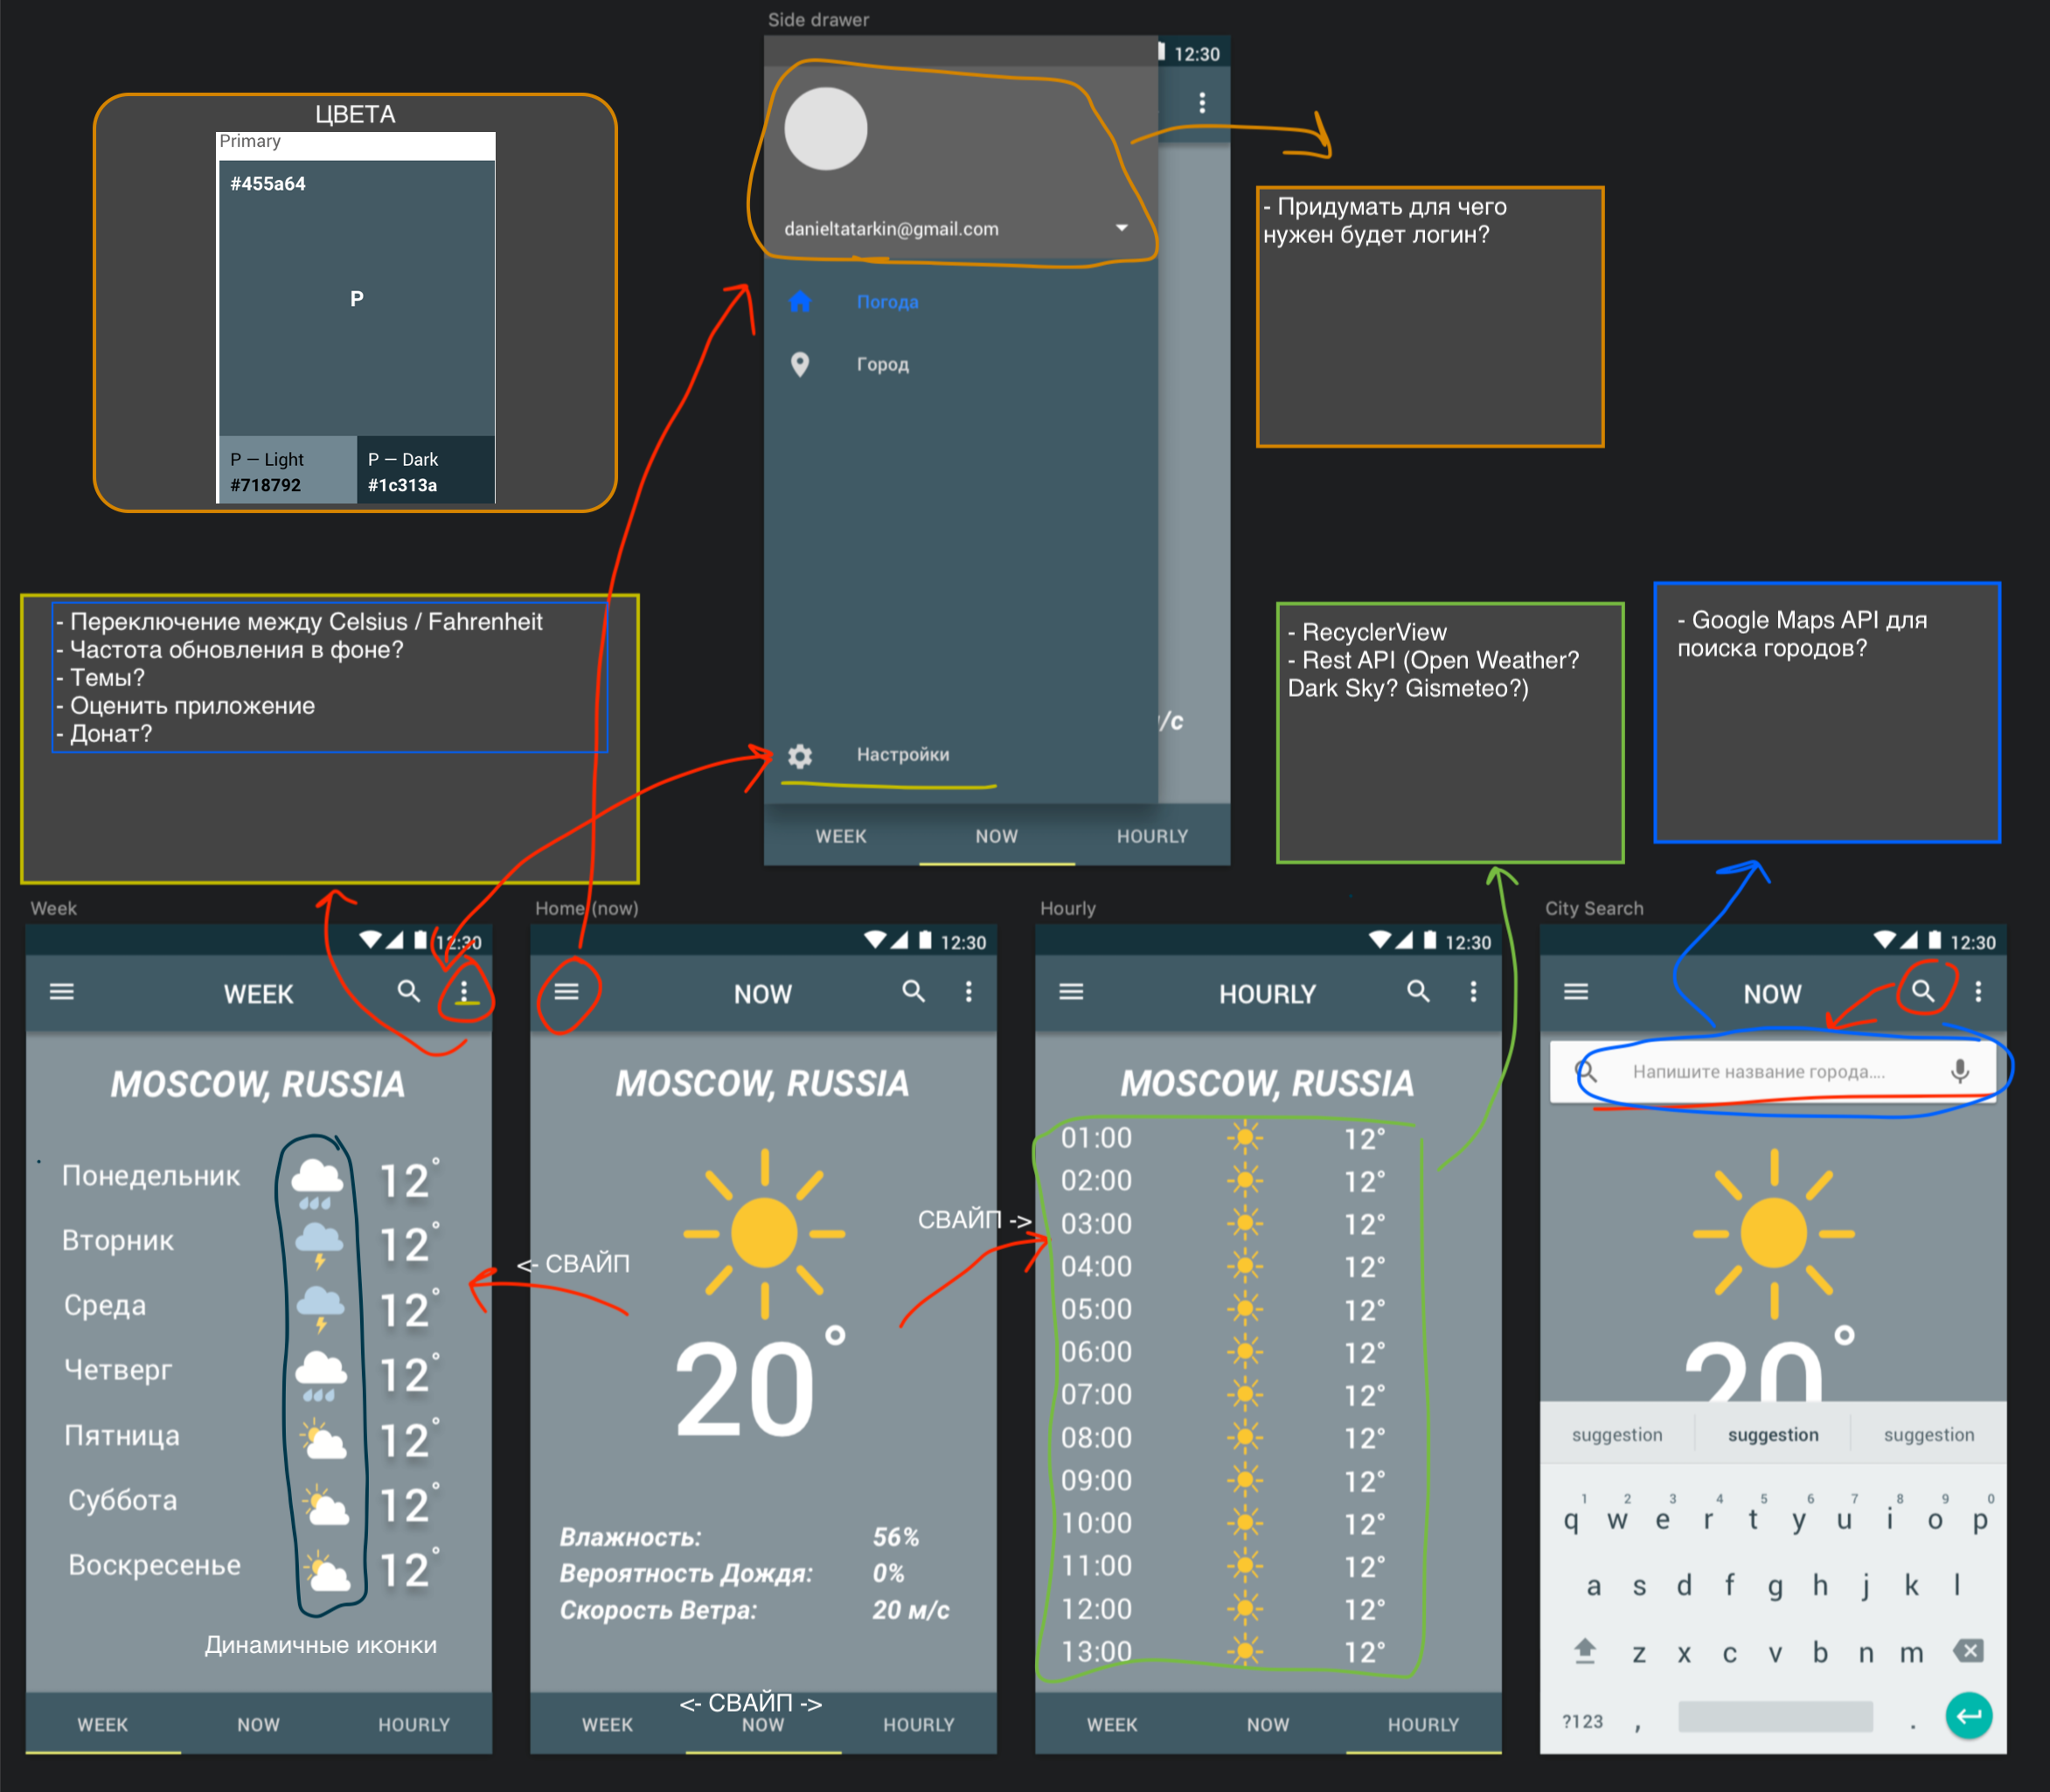 Side drawer
12:30
ЦВЕТА
Primary
#455a64
P
P — Light
#718792
P — Dark
#1c313a
danieltatarkin@gmail.com
Погода
Город
/с
Настройки
WEEK
NOW
HOURLY
- Придумать для чего
нужен будет логин?
- Переключение между Celsius / Fahrenheit
- Частота обновления в фоне?
- Темы?
- Оценить приложение
- Донат?
- RecyclerView
- Rest API (Open Weather?
Dark Sky? Gismeteo?)
- Google Maps API для
поиска городов?
Week
12:30
WEEK
MOSCOW, RUSSIA
Понедельник 12°
Вторник 12°
Среда 12°
Четверг 12°
Пятница 12°
Суббота 12°
Воскресенье 12°
Динамичные иконки
WEEK
NOW
HOURLY
Home (now)
12:30
NOW
MOSCOW, RUSSIA
<- СВАЙП
СВАЙП ->
20°
Влажность: 56%
Вероятность Дождя: 0%
Скорость Ветра: 20 м/с
<- СВАЙП ->
WEEK
NOW
HOURLY
Hourly
12:30
HOURLY
MOSCOW, RUSSIA
01:00 12°
02:00 12°
03:00 12°
04:00 12°
05:00 12°
06:00 12°
07:00 12°
08:00 12°
09:00 12°
10:00 12°
11:00 12°
12:00 12°
13:00 12°
WEEK
NOW
HOURLY
City Search
12:30
NOW
Напишите название города....
20°
suggestion suggestion suggestion
1 2 3 4 5 6 7 8 9 0
q w e r t y u i o p
a s d f g h j k l
z x c v b n m
?123 , .